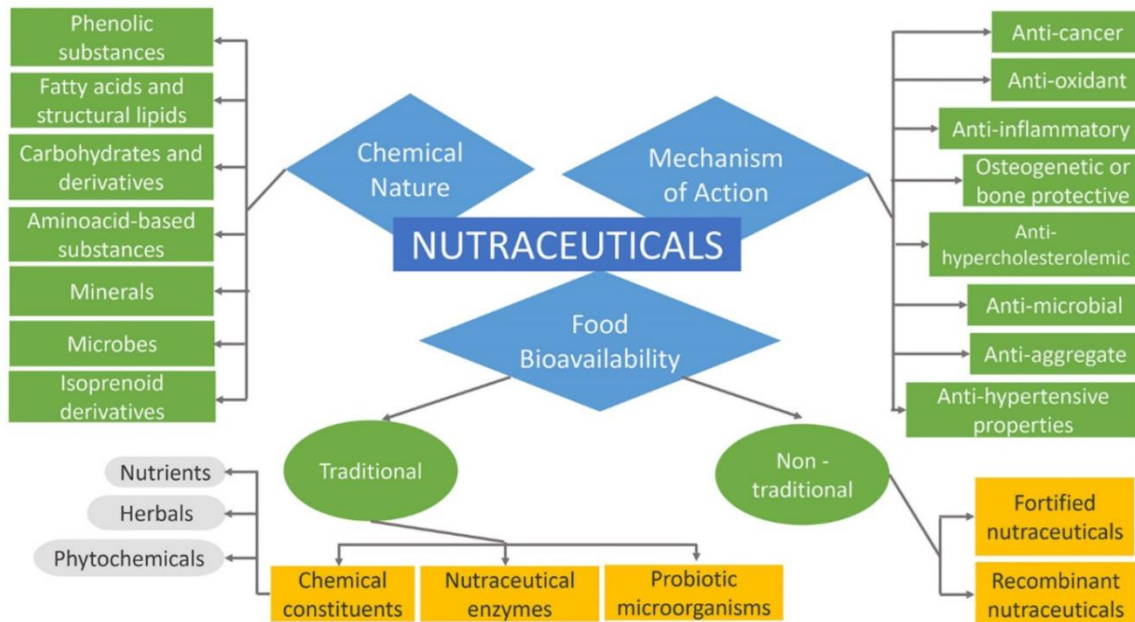 Phenolic
substances
Fatty acids and
structural lipids
Carbohydrates and
derivatives
Aminoacid-based
substances
Minerals
Microbes
Isoprenoid
derivatives
Chemical
Nature
Mechanism
of Action
NUTRACEUTICALS
Food
Bioavailability
Anti-cancer
Anti-oxidant
Anti-inflammatory
Osteogenetic or
bone protective
Anti-
hypercholesterolemic
Anti-microbial
Anti-aggregate
Anti-hypertensive
properties
Traditional
Non -
traditional
Nutrients
Herbals
Phytochemicals
Chemical
constituents
Nutraceutical
enzymes
Probiotic
microorganisms
Fortified
nutraceuticals
Recombinant
nutraceuticals